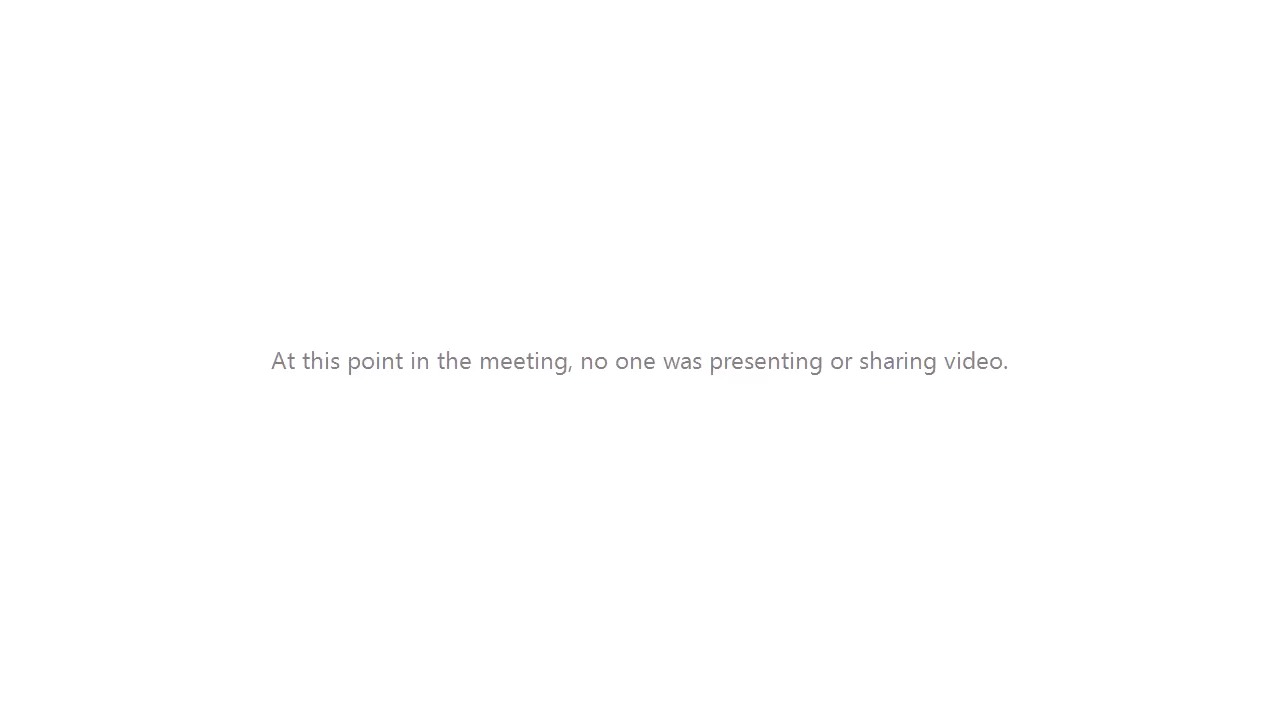 At this point in the meeting, no one was presenting or sharing video.